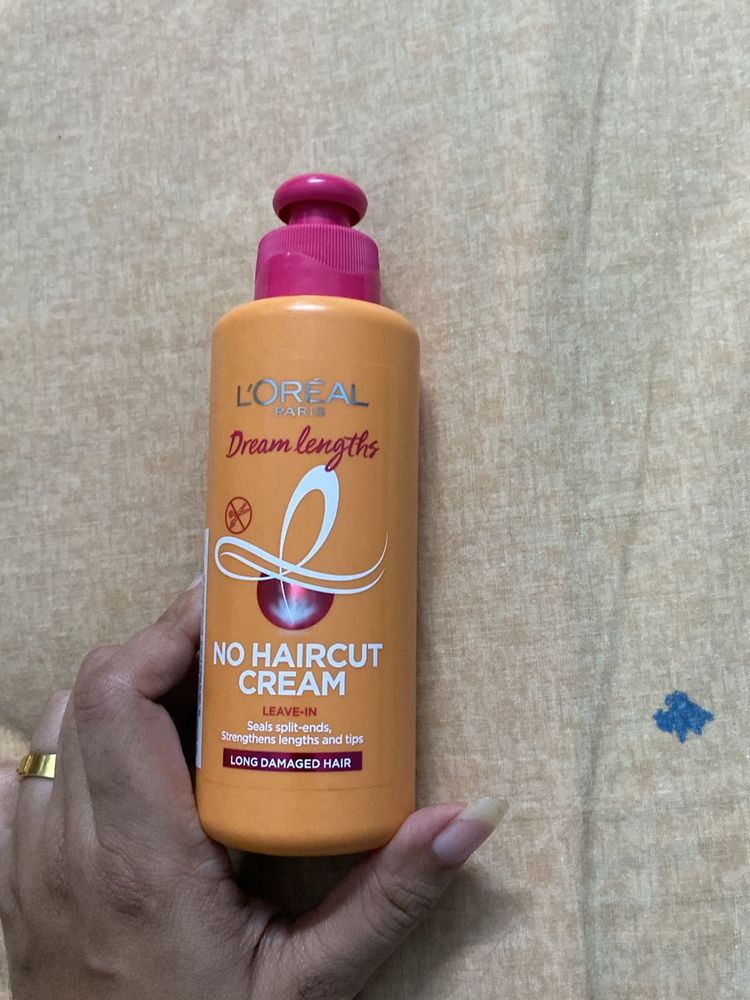 L'ORÉAL
PARIS
Dream lengths
NO HAIRCUT
CREAM
LEAVE-IN
Seals split-ends,
Strengthens lengths and tips
LONG DAMAGED HAIR